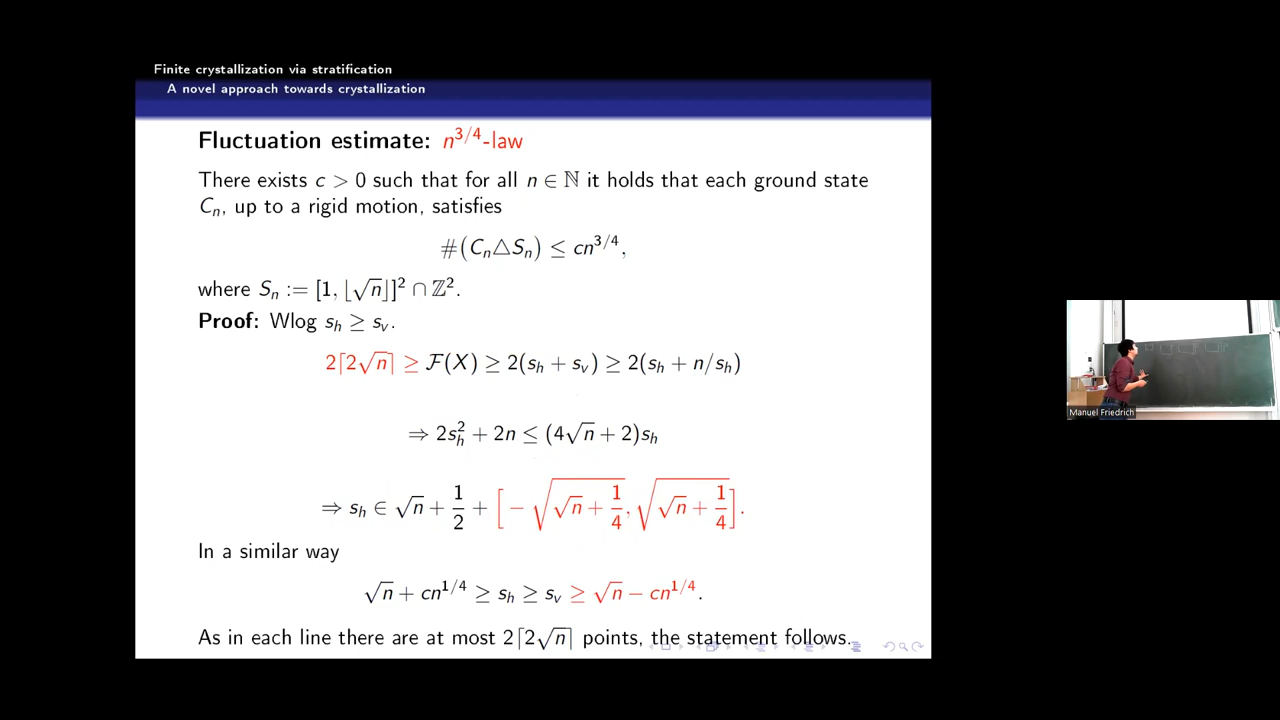 Finite crystallization via stratification
A novel approach towards crystallization
Fluctuation estimate: n^{3/4}-law
There exists c > 0 such that for all n ∈ ℕ it holds that each ground state
C_n, up to a rigid motion, satisfies
#(C_n△S_n) ≤ cn^{3/4},
where S_n := [1, ⌊√n⌋]^2 ∩ ℤ^2.
Proof: Wlog s_h ≥ s_v.
2⌈2√n⌉ ≥ F(X) ≥ 2(s_h + s_v) ≥ 2(s_h + n/s_h)
⇒ 2s_h^2 + 2n ≤ (4√n + 2)s_h
⇒ s_h ∈ √n + 1/2 + [ − √(√n + 1/4), √(√n + 1/4) ].
In a similar way
√n + cn^{1/4} ≥ s_h ≥ s_v ≥ √n − cn^{1/4}.
As in each line there are at most 2⌈2√n⌉ points, the statement follows.
Manuel Friedrich